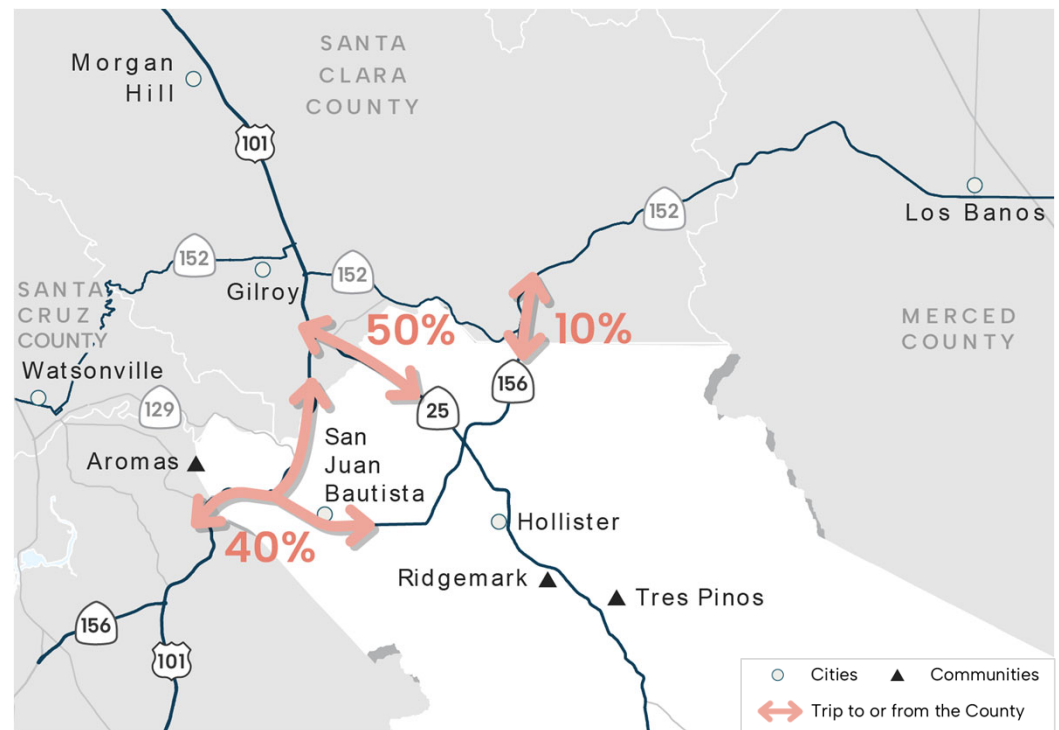 SANTA
CLARA
COUNTY
Morgan
Hill
101
152
Los Banos
152
152
Gilroy
SANTA
CRUZ
COUNTY
50%
10%
MERCED
COUNTY
Watsonville
156
129
25
San
Juan
Bautista
Aromas
Hollister
40%
Ridgemark
Tres Pinos
156
101
Cities
Communities
Trip to or from the County